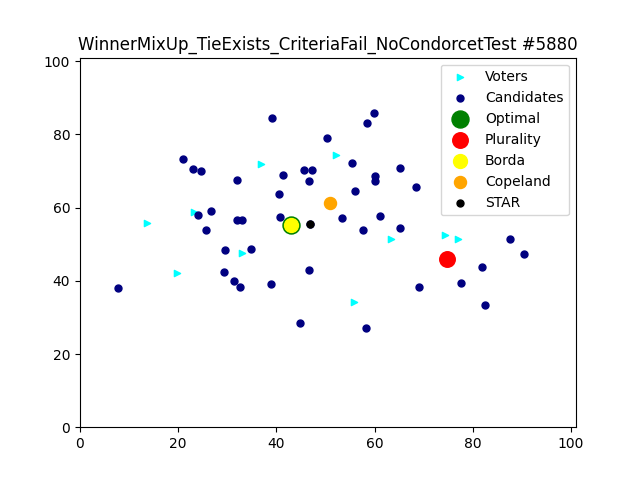 WinnerMixUp_TieExists_CriteriaFail_NoCondorcetTest #5880
100
80
60
40
20
0
0 20 40 60 80 100
Voters
Candidates
Optimal
Plurality
Borda
Copeland
STAR